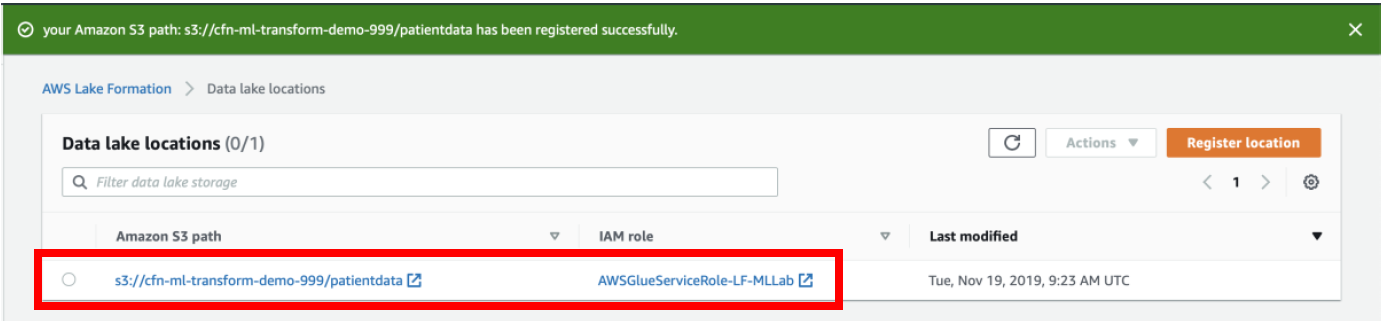 your Amazon S3 path: s3://cfn-ml-transform-demo-999/patientdata has been registered successfully.
AWS Lake Formation > Data lake locations
Data lake locations (0/1)
Actions
Register location
Filter data lake storage
1
Amazon S3 path IAM role Last modified
s3://cfn-ml-transform-demo-999/patientdata AWSGlueServiceRole-LF-MLLab Tue, Nov 19, 2019, 9:23 AM UTC